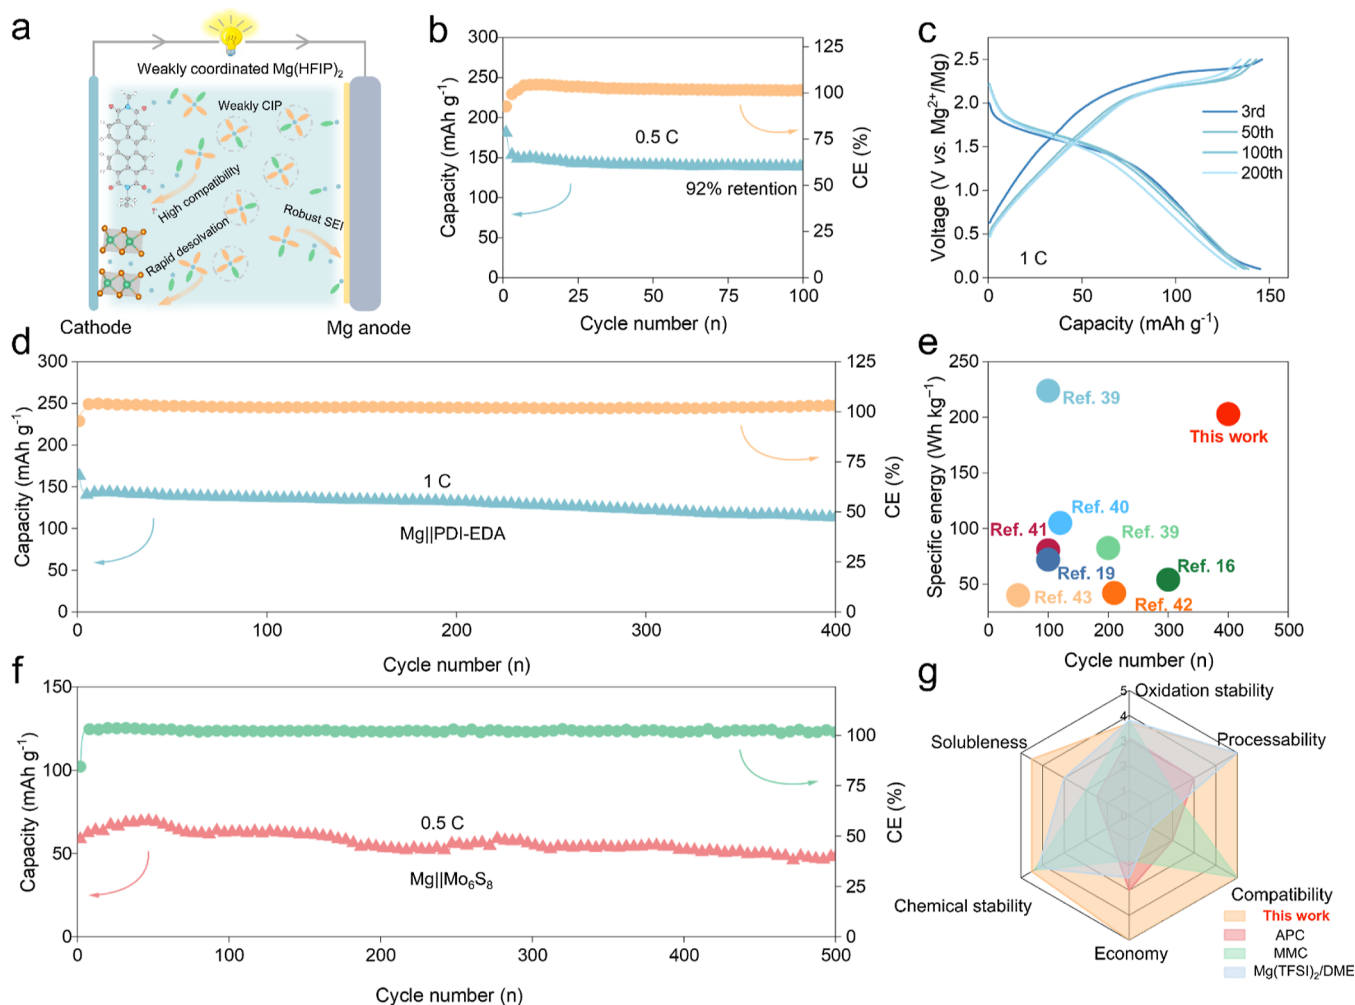 a
Weakly coordinated Mg(HFIP)₂
Weakly CIP
High compatibility
Robust SEI
Rapid desolvation
Cathode
Mg anode
b
300
250
200
150
100
50
0
Capacity (mAh g⁻¹)
0.5 C
92% retention
125
100
75
50
25
0
CE (%)
0
25
50
75
100
Cycle number (n)
c
2.5
2.0
1.5
1.0
0.5
0.0
Voltage (V vs. Mg²⁺/Mg)
3rd
50th
100th
200th
1 C
0
50
100
150
Capacity (mAh g⁻¹)
d
300
250
200
150
100
50
0
Capacity (mAh g⁻¹)
1 C
Mg||PDI-EDA
125
100
75
50
25
0
CE (%)
0
100
200
300
400
Cycle number (n)
e
250
200
150
100
50
Specific energy (Wh kg⁻¹)
Ref. 39
This work
Ref. 40
Ref. 41
Ref. 39
Ref. 19
Ref. 16
Ref. 43
Ref. 42
0
100
200
300
400
500
Cycle number (n)
f
150
100
50
0
Capacity (mAh g⁻¹)
0.5 C
Mg||Mo₆S₈
100
75
50
25
0
CE (%)
0
100
200
300
400
500
Cycle number (n)
g
5
4
3
2
1
0
Oxidation stability
Solubleness
Processability
Chemical stability
Compatibility
Economy
This work
APC
MMC
Mg(TFSI)₂/DME